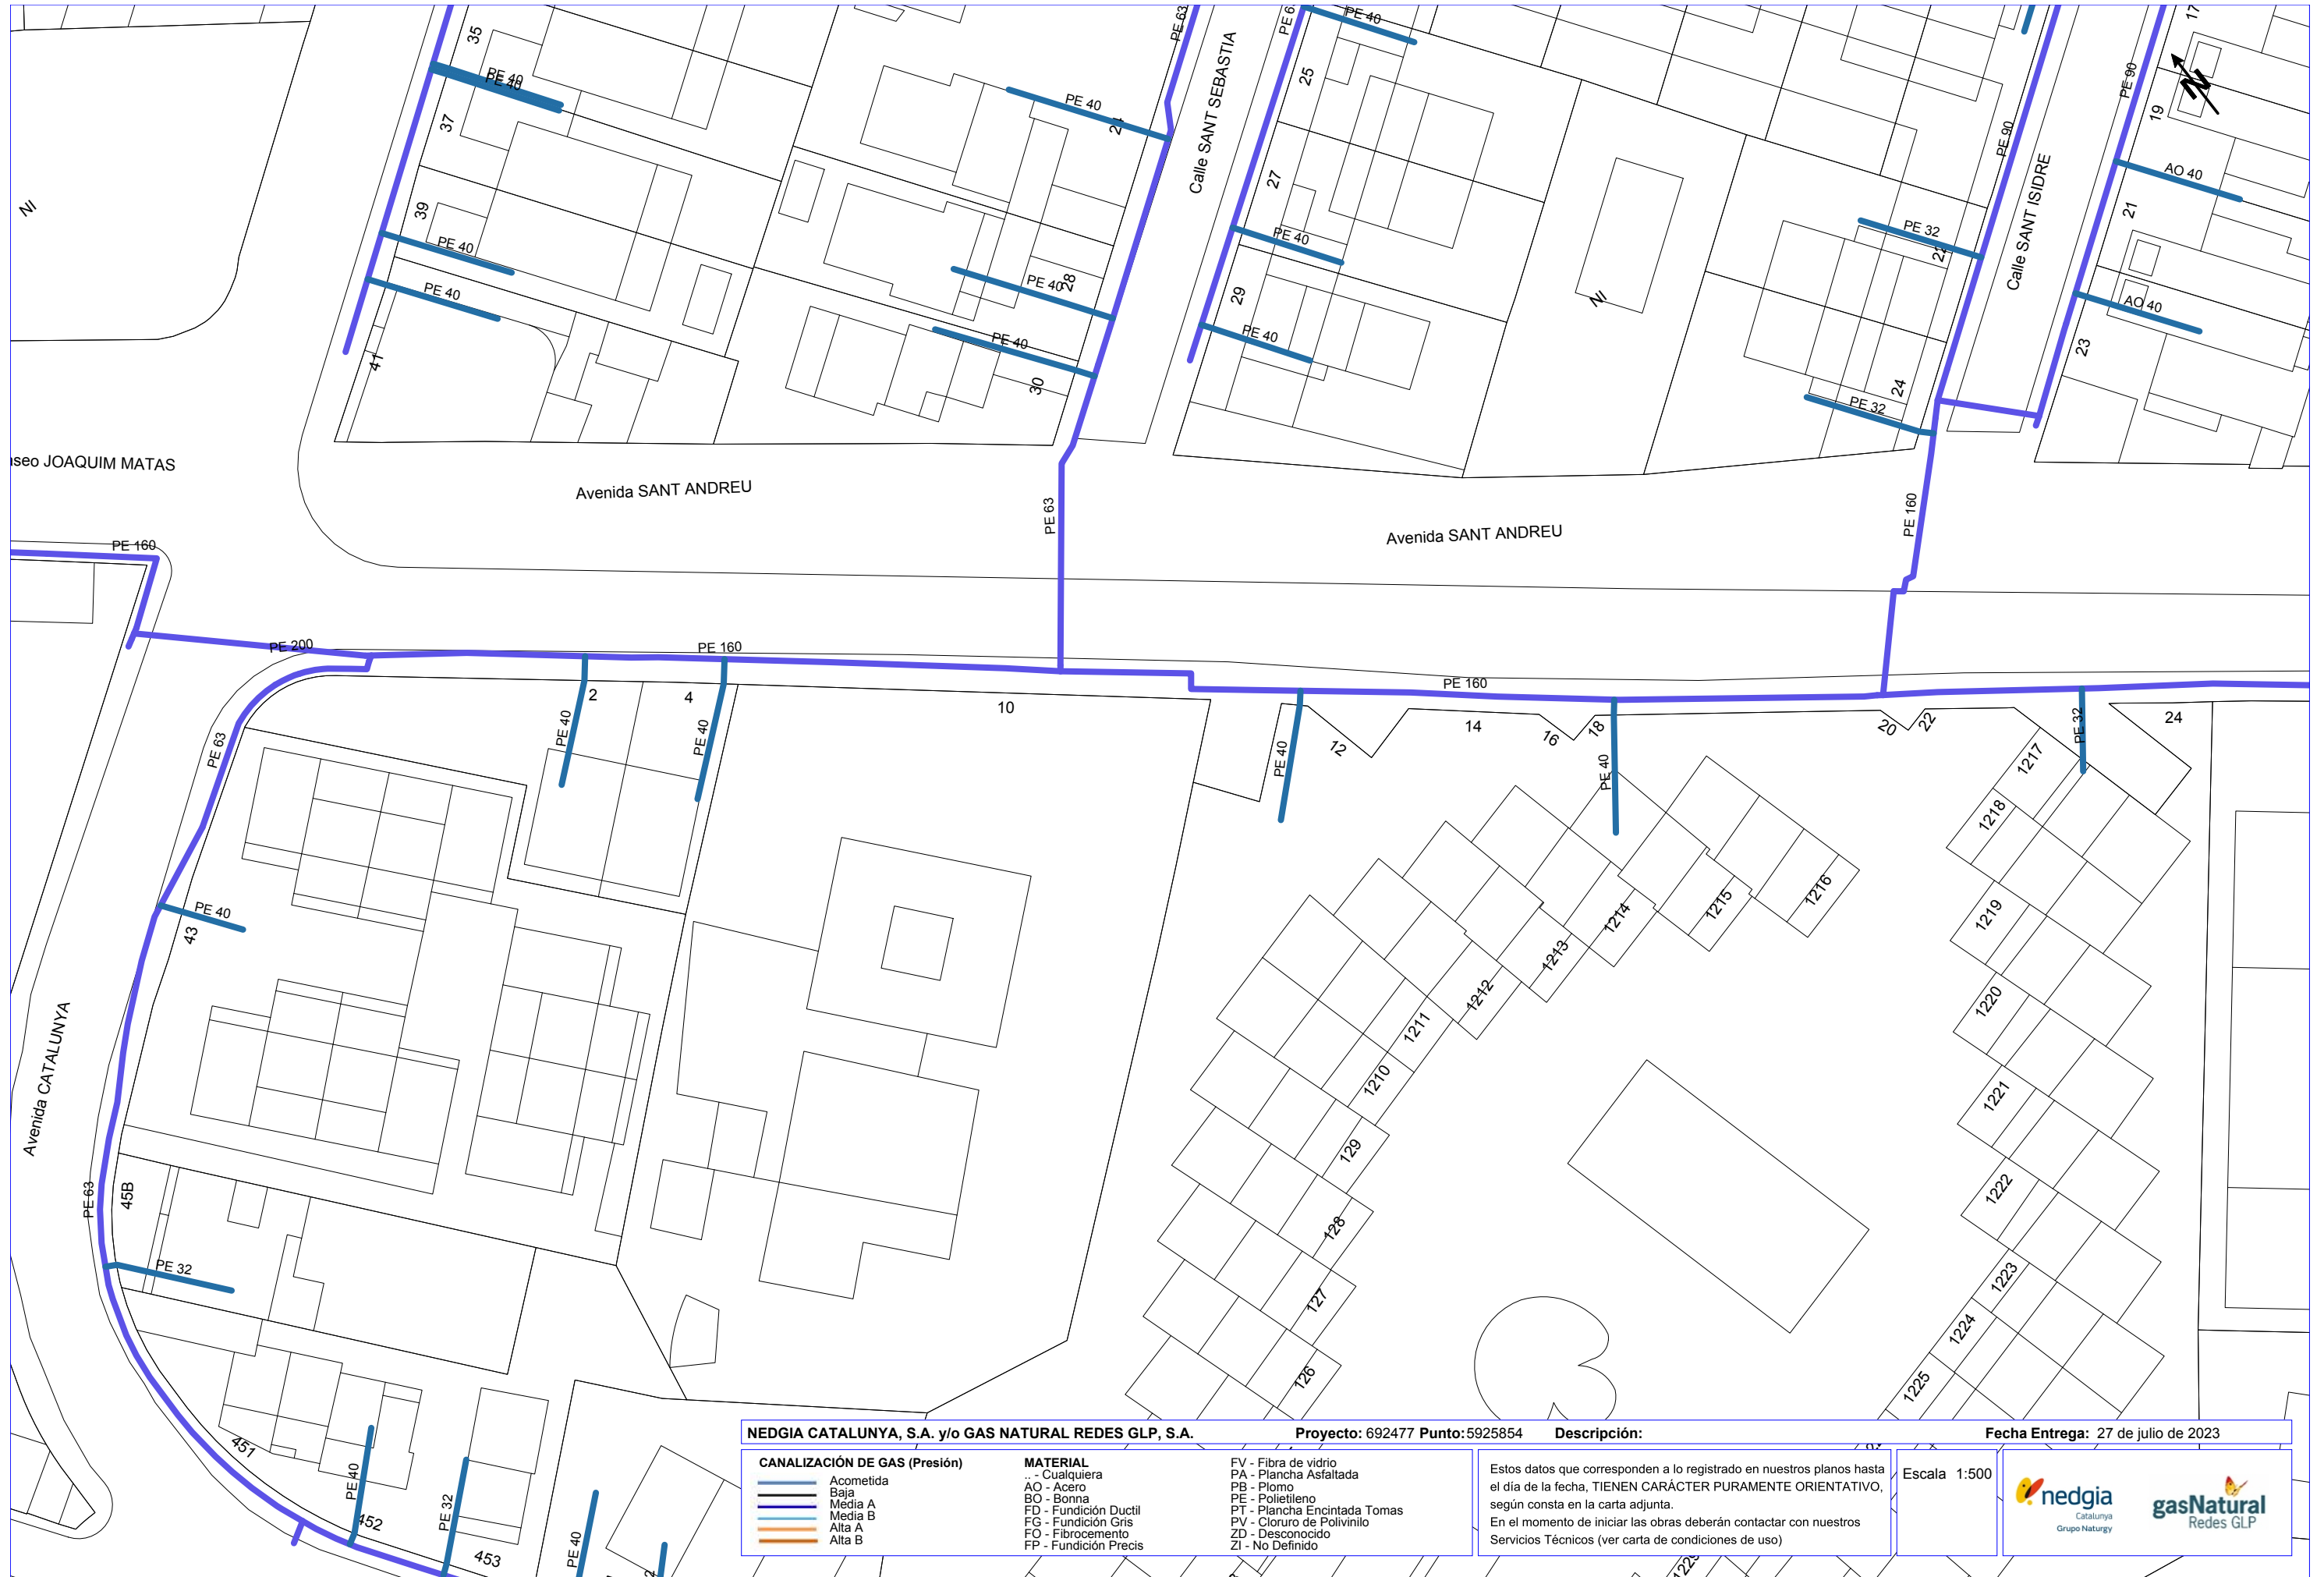 35
PE 40
PE 40
37
39
PE 40
PE 40
41
NI
PE 63
PE 40
24
Calle SANT SEBASTIA
PE 40
28
PE 40
30
PE 6
PE 40
25
27
PE 40
29
PE 40
NI
PE 32
22
PE 32
24
PE 90
Calle SANT ISIDRE
PE 90
17
N
19
AO 40
21
AO 40
23
seo JOAQUIM MATAS
Avenida SANT ANDREU
Avenida SANT ANDREU
PE 63
PE 160
PE 160
PE 200
PE 160
PE 160
2
4
10
12
14
16
18
20
22
24
PE 40
PE 40
PE 40
PE 40
PE 32
PE 63
PE 40
43
Avenida CATALUNYA
PE 63
45B
PE 32
451
452
453
PE 40
PE 32
PE 40
1217
1218
1219
1220
1221
1222
1223
1224
1225
1216
1215
1214
1213
1212
1211
1210
129
128
127
126
NEDGIA CATALUNYA, S.A. y/o GAS NATURAL REDES GLP, S.A. Proyecto: 692477 Punto:5925854 Descripción: Fecha Entrega: 27 de julio de 2023
CANALIZACIÓN DE GAS (Presión)
Acometida
Baja
Media A
Media B
Alta A
Alta B
MATERIAL
.. - Cualquiera
AO - Acero
BO - Bonna
FD - Fundición Ductil
FG - Fundición Gris
FO - Fibrocemento
FP - Fundición Precis
FV - Fibra de vidrio
PA - Plancha Asfaltada
PB - Plomo
PE - Polietileno
PT - Plancha Encintada Tomas
PV - Cloruro de Polivinilo
ZD - Desconocido
ZI - No Definido
Estos datos que corresponden a lo registrado en nuestros planos hasta
el día de la fecha, TIENEN CARÁCTER PURAMENTE ORIENTATIVO,
según consta en la carta adjunta.
En el momento de iniciar las obras deberán contactar con nuestros
Servicios Técnicos (ver carta de condiciones de uso)
Escala 1:500
nedgia
Catalunya
Grupo Naturgy
gasNatural
Redes GLP